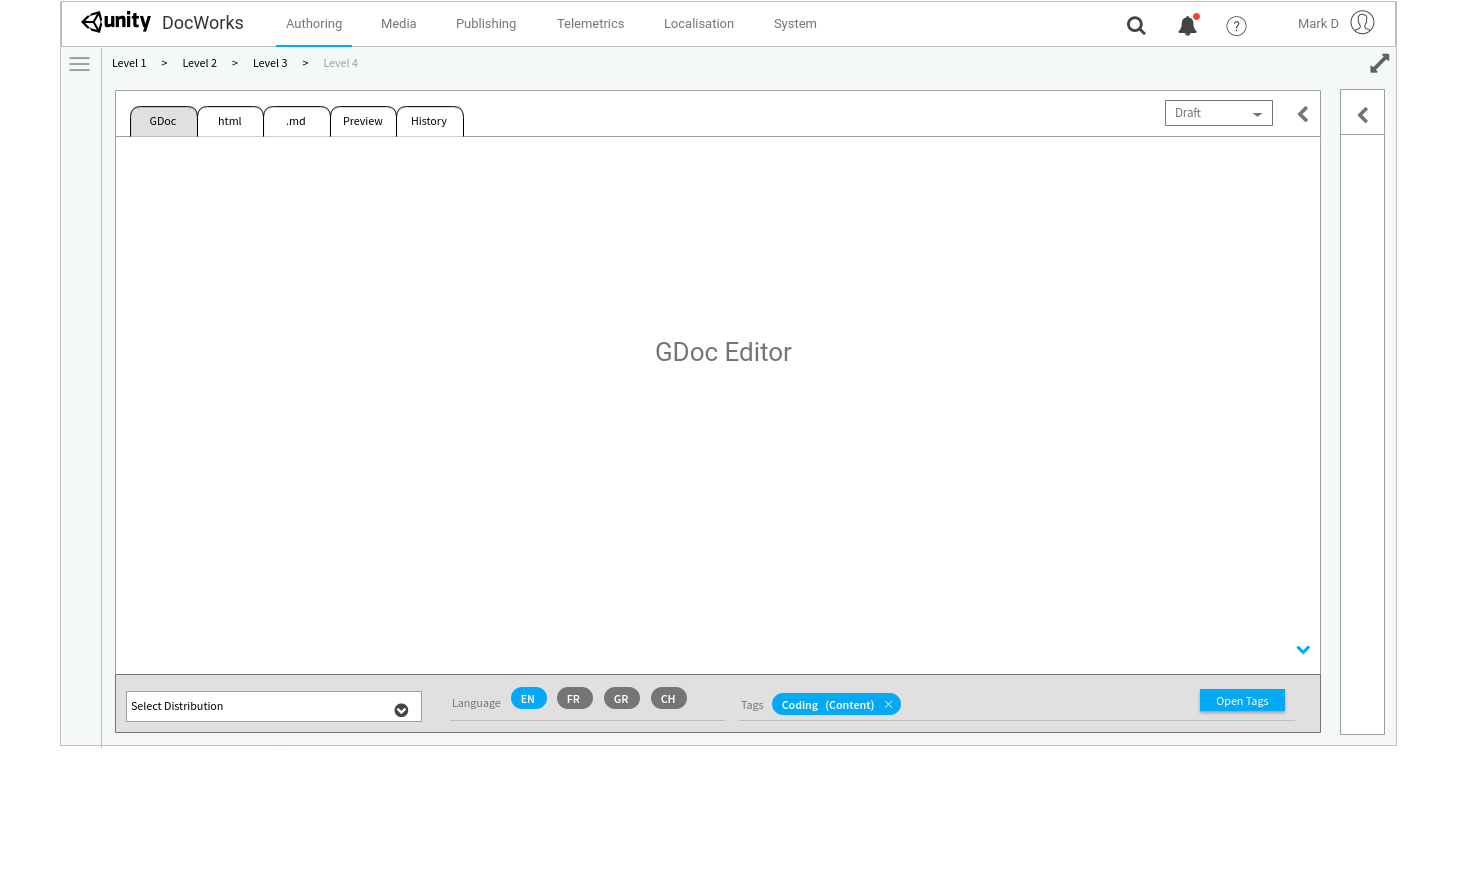 unity DocWorks Authoring Media Publishing Telemetrics Localisation System ? Mark D
Level 1 > Level 2 > Level 3 > Level 4
GDoc html .md Preview History Draft
GDoc Editor
Select Distribution Language EN FR GR CH Tags Coding (Content) × Open Tags